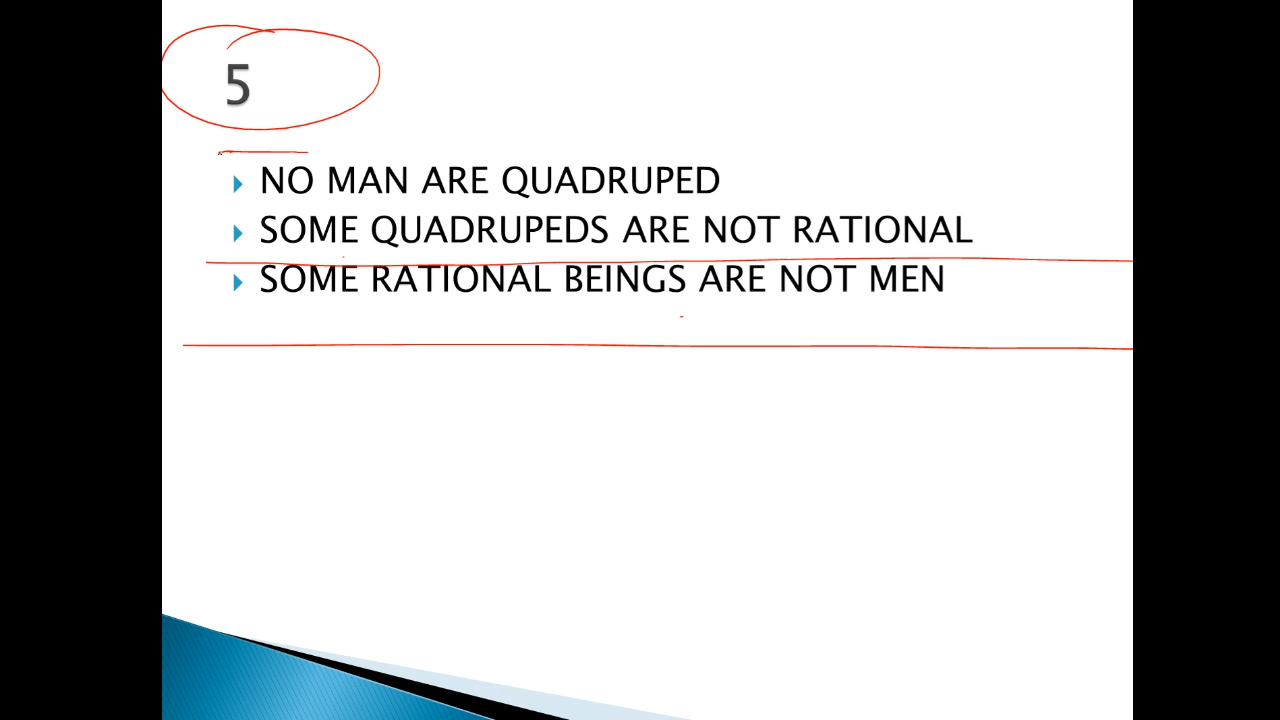 5
NO MAN ARE QUADRUPED
SOME QUADRUPEDS ARE NOT RATIONAL
SOME RATIONAL BEINGS ARE NOT MEN